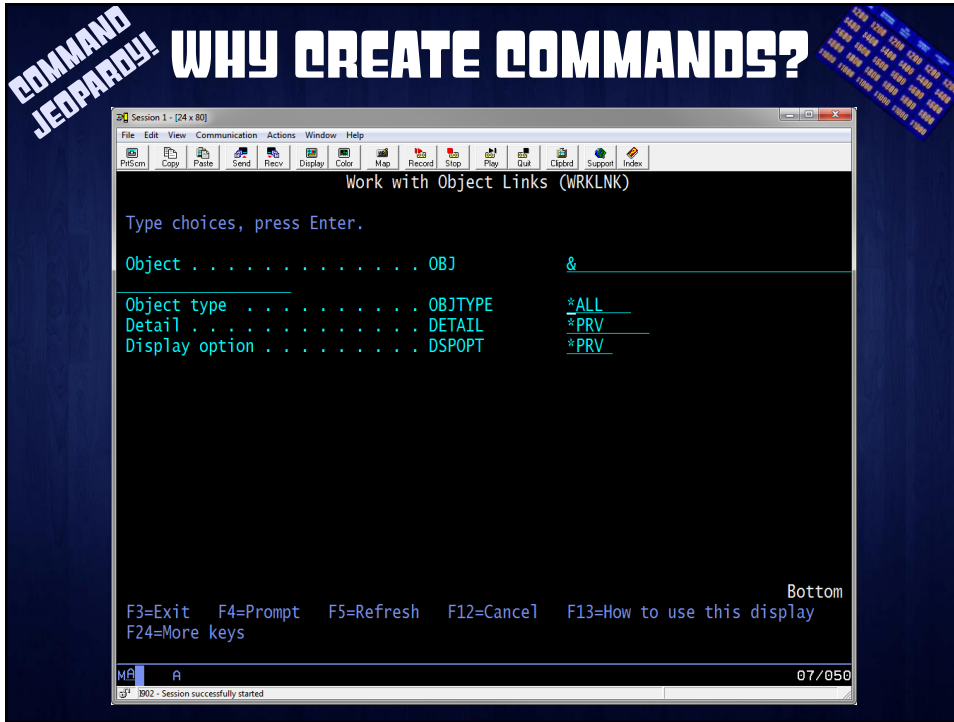 COMMAND
JEOPARDY!
WHY CREATE COMMANDS?
Session 1 - [24 x 80]
File Edit View Communication Actions Window Help
PrtScrn Copy Paste Send Recv Display Color Map Record Stop Play Quit Clipbrd Support Index
Work with Object Links (WRKLNK)
Type choices, press Enter.
Object . . . . . . . . . . . . . OBJ &
Object type . . . . . . . . . . OBJTYPE *ALL
Detail . . . . . . . . . . . . . DETAIL *PRV
Display option . . . . . . . . . DSPOPT *PRV
Bottom
F3=Exit F4=Prompt F5=Refresh F12=Cancel F13=How to use this display
F24=More keys
MA A 07/050
I902 - Session successfully started